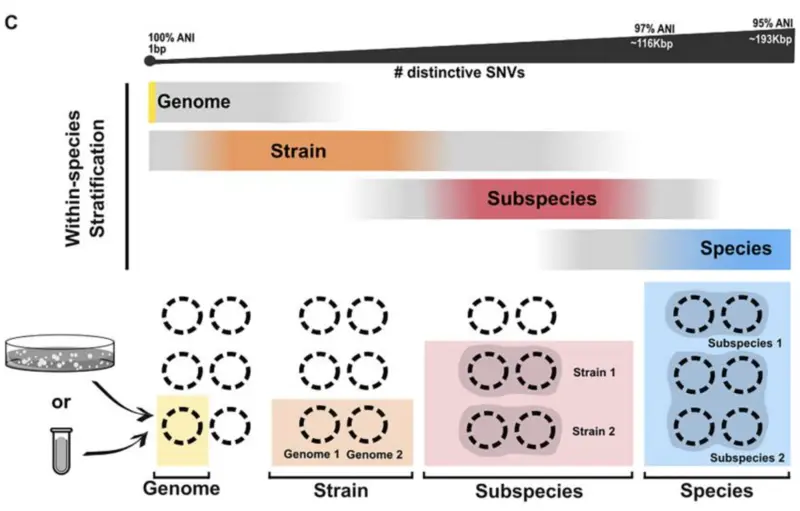 C
100% ANI
1bp
97% ANI
~116Kbp
95% ANI
~193Kbp
# distinctive SNVs
Within-species
Stratification
Genome
Strain
Subspecies
Species
or
Genome 1 Genome 2
Strain 1
Strain 2
Subspecies 1
Subspecies 2
Genome
Strain
Subspecies
Species